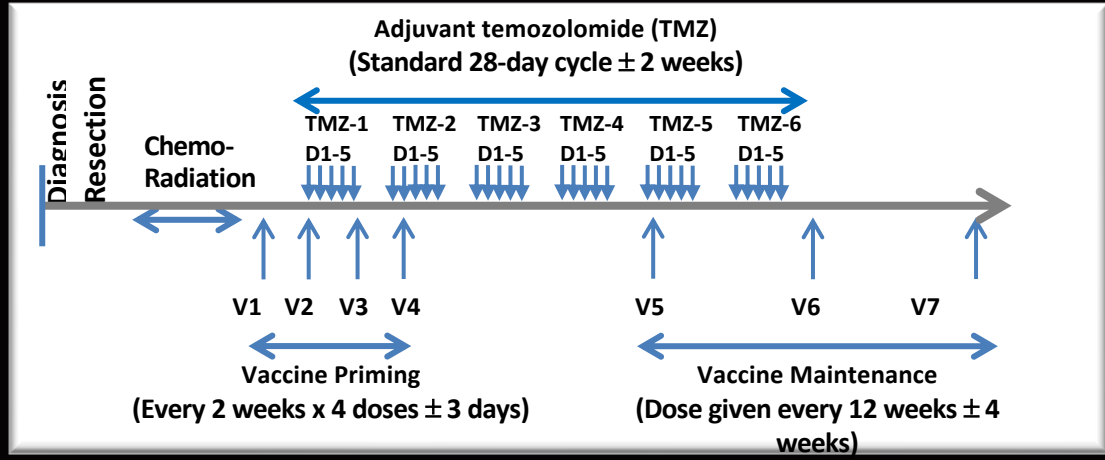 Adjuvant temozolomide (TMZ)
(Standard 28-day cycle ± 2 weeks)
Diagnosis
Resection
Chemo-
Radiation
TMZ-1 TMZ-2 TMZ-3 TMZ-4 TMZ-5 TMZ-6
D1-5 D1-5 D1-5 D1-5 D1-5 D1-5
V1 V2 V3 V4 V5 V6 V7
Vaccine Priming
(Every 2 weeks x 4 doses ± 3 days)
Vaccine Maintenance
(Dose given every 12 weeks ± 4
weeks)